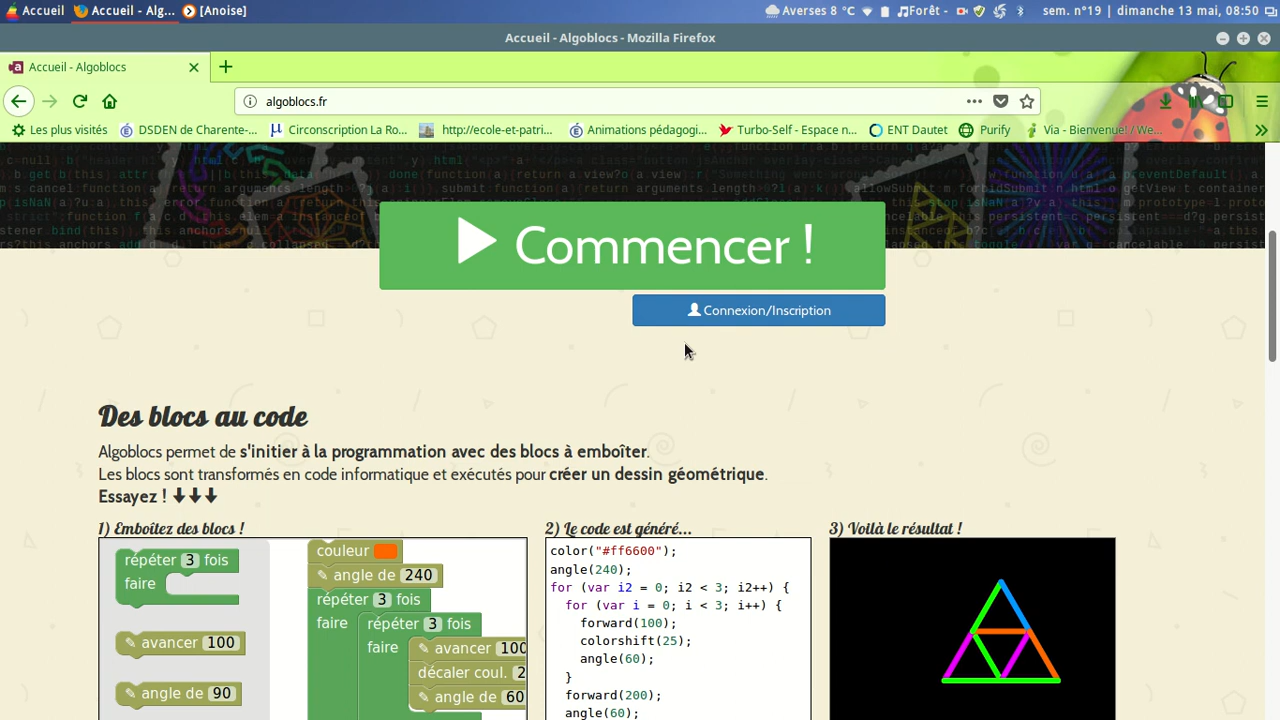 Accueil Accueil - Alg... [Anoise] Averses 8 °C Forêt - sem. n°19 | dimanche 13 mai, 08:50
Accueil - Algoblocs - Mozilla Firefox
Accueil - Algoblocs
algoblocs.fr
Les plus visités DSDEN de Charente-... Circonscription La Ro... http://ecole-et-patri... Animations pédagogi... Turbo-Self - Espace n... ENT Dautet Purify Via - Bienvenue! / We...
Commencer !
Connexion/Inscription
Des blocs au code
Algoblocs permet de s'initier à la programmation avec des blocs à emboîter.
Les blocs sont transformés en code informatique et exécutés pour créer un dessin géométrique.
Essayez !
1) Emboîtez des blocs !
répéter 3 fois
faire
avancer 100
angle de 90
couleur
angle de 240
répéter 3 fois
faire répéter 3 fois
faire avancer 100
décaler coul. 2
angle de 60
2) Le code est généré...
color("#ff6600");
angle(240);
for (var i2 = 0; i2 < 3; i2++) {
for (var i = 0; i < 3; i++) {
forward(100);
colorshift(25);
angle(60);
}
forward(200);
angle(60);
3) Voilà le résultat !